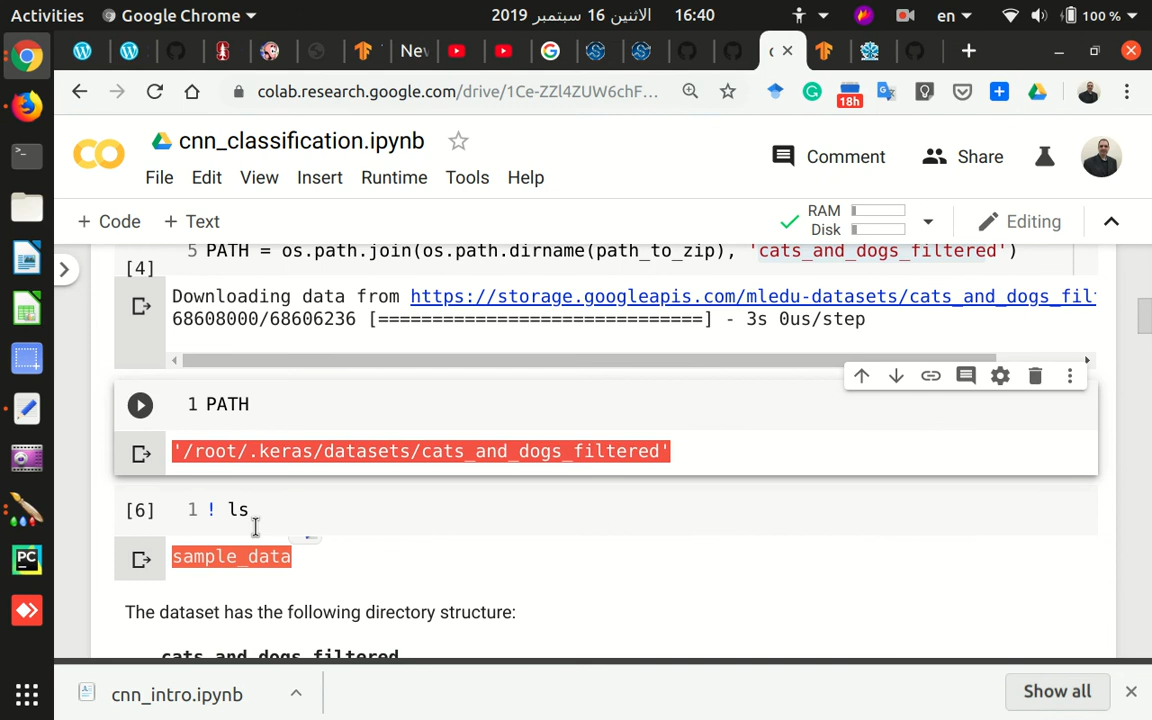 Activities
Google Chrome
الاثنين 16 سبتمبر 2019
16:40
en
100 %
Nev
colab.research.google.com/drive/1Ce-ZZl4ZUW6chF...
18h
cnn_classification.ipynb
Comment
Share
File Edit View Insert Runtime Tools Help
+ Code + Text
RAM
Disk
Editing
5 PATH = os.path.join(os.path.dirname(path_to_zip), 'cats_and_dogs_filtered')
[4]
Downloading data from https://storage.googleapis.com/mledu-datasets/cats_and_dogs_fil
68608000/68606236 [==============================] - 3s 0us/step
1 PATH
'/root/.keras/datasets/cats_and_dogs_filtered'
[6] 1 ! ls
sample_data
The dataset has the following directory structure:
cats_and_dogs_filtered
PC
cnn_intro.ipynb
Show all